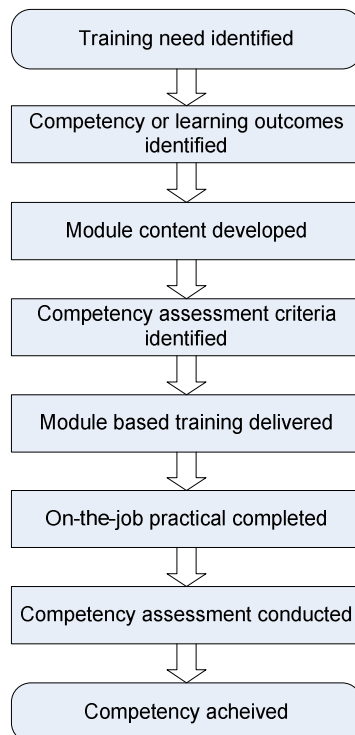 Training need identified
Competency or learning outcomes
identified
Module content developed
Competency assessment criteria
identified
Module based training delivered
On-the-job practical completed
Competency assessment conducted
Competency acheived